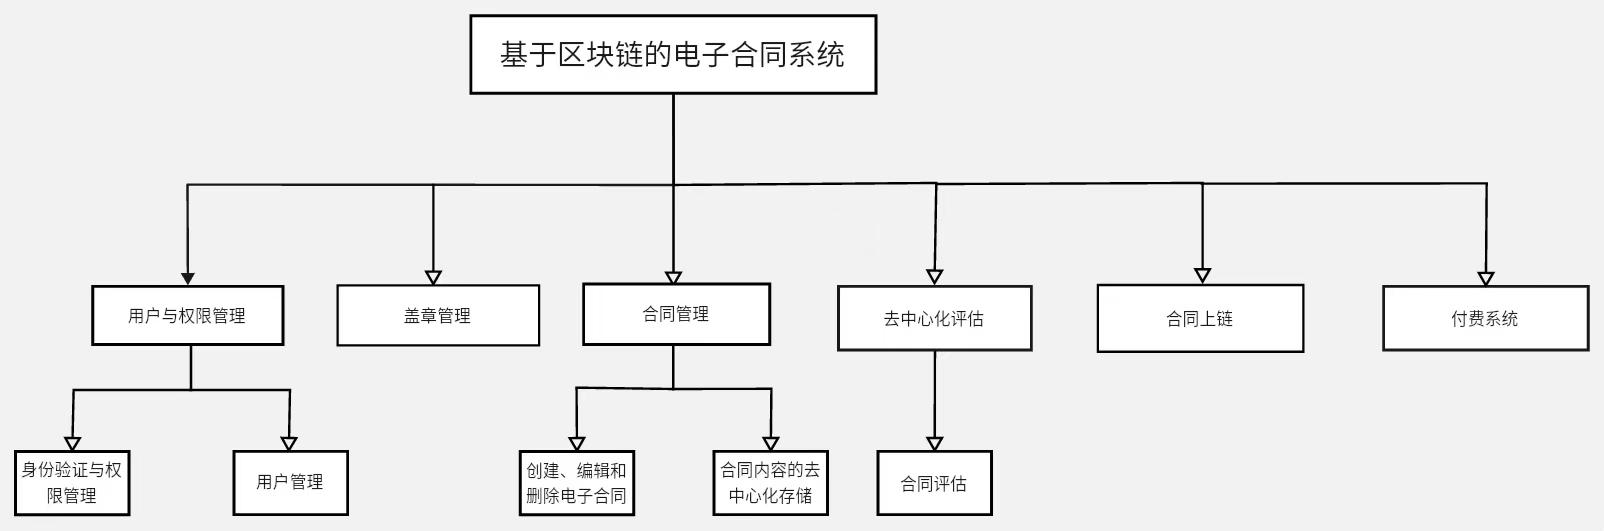 基于区块链的电子合同系统
用户与权限管理
盖章管理
合同管理
去中心化评估
合同上链
付费系统
身份验证与权
限管理
用户管理
创建、编辑和
删除电子合同
合同内容的去
中心化存储
合同评估